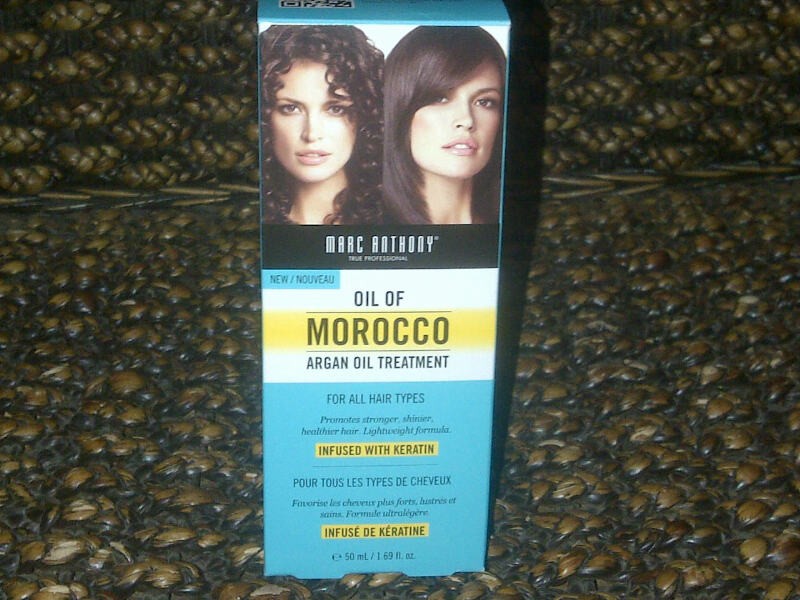 MARC ANTHONY®
TRUE PROFESSIONAL
NEW / NOUVEAU
OIL OF
MOROCCO
ARGAN OIL TREATMENT
FOR ALL HAIR TYPES
Promotes stronger, shinier,
healthier hair. Lightweight formula.
INFUSED WITH KERATIN
POUR TOUS LES TYPES DE CHEVEUX
Favorise les cheveux plus forts, lustrés et
sains. Formule ultralégère.
INFUSÉ DE KÉRATINE
℮ 50 mL / 1.69 fl. oz.